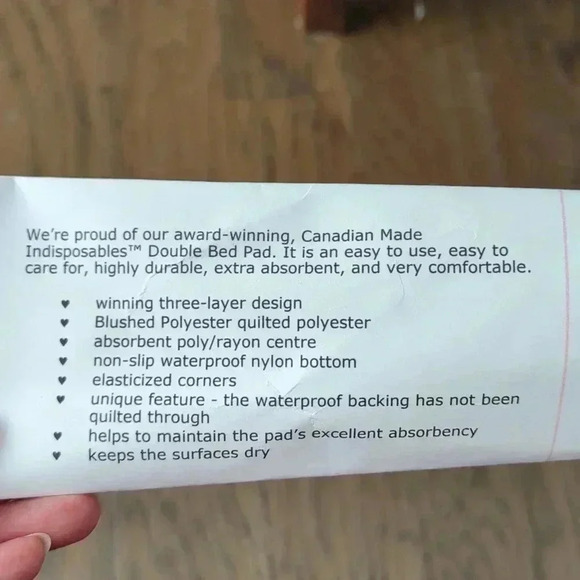 We're proud of our award-winning, Canadian Made
Indisposables™ Double Bed Pad. It is an easy to use, easy to
care for, highly durable, extra absorbent, and very comfortable.
♥ winning three-layer design
♥ Blushed Polyester quilted polyester
♥ absorbent poly/rayon centre
♥ non-slip waterproof nylon bottom
♥ elasticized corners
♥ unique feature - the waterproof backing has not been
quilted through
♥ helps to maintain the pad's excellent absorbency
♥ keeps the surfaces dry